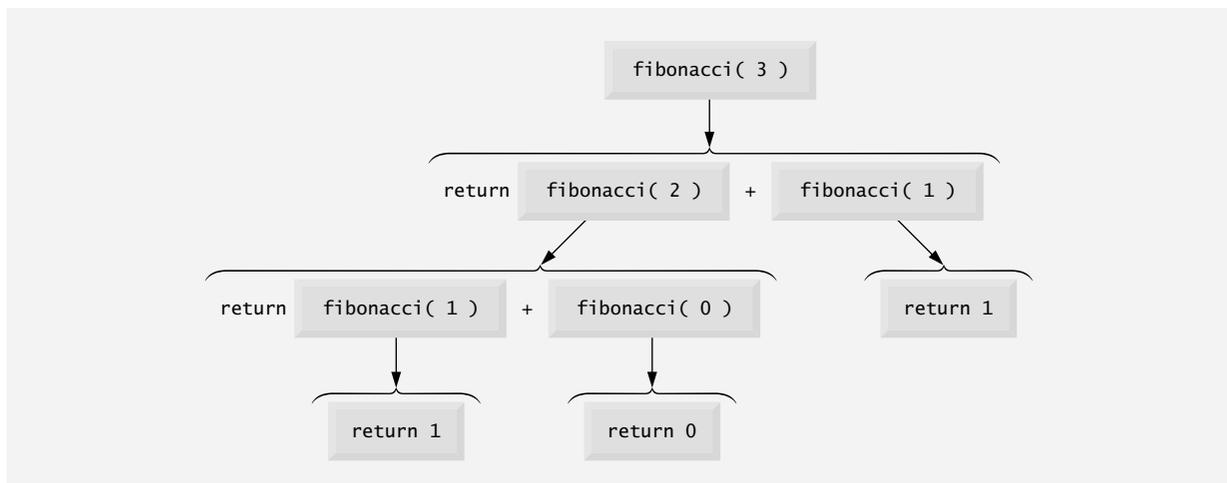 fibonacci( 3 )
return fibonacci( 2 ) + fibonacci( 1 )
return fibonacci( 1 ) + fibonacci( 0 ) return 1
return 1 return 0